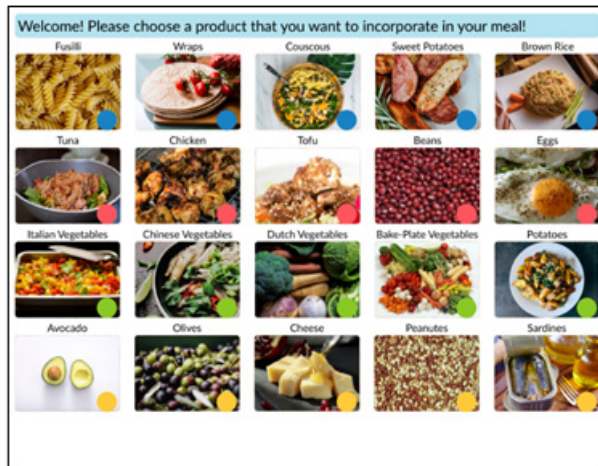 Welcome! Please choose a product that you want to incorporate in your meal!
Fusilli Wraps Couscous Sweet Potatoes Brown Rice
Tuna Chicken Tofu Beans Eggs
Italian Vegetables Chinese Vegetables Dutch Vegetables Bake-Plate Vegetables Potatoes
Avocado Olives Cheese Peanutes Sardines